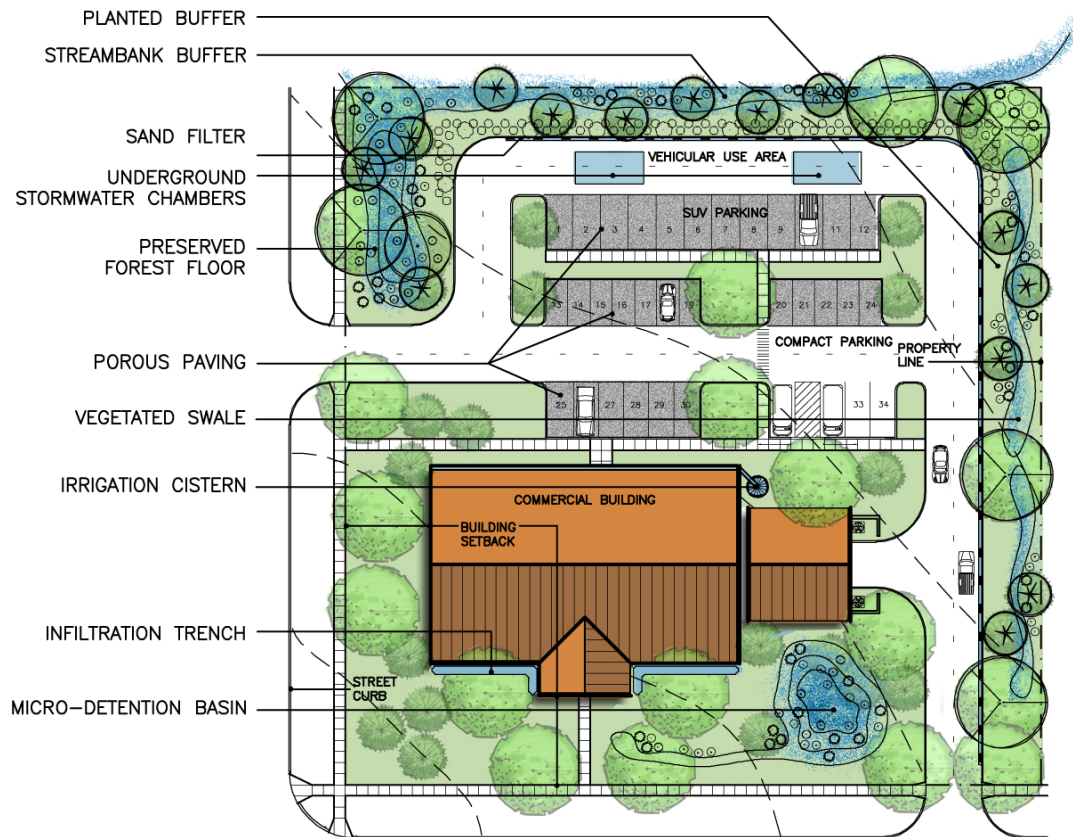 PLANTED BUFFER
STREAMBANK BUFFER
SAND FILTER
UNDERGROUND
STORMWATER CHAMBERS
PRESERVED
FOREST FLOOR
POROUS PAVING
VEGETATED SWALE
IRRIGATION CISTERN
INFILTRATION TRENCH
MICRO-DETENTION BASIN
VEHICULAR USE AREA
SUV PARKING
1 2 3 4 5 6 7 8 9 11 12
13 14 15 16 17 19 20 21 22 23 24
COMPACT PARKING
PROPERTY
LINE
25 27 28 29 30 33 34
COMMERCIAL BUILDING
BUILDING
SETBACK
STREET
CURB